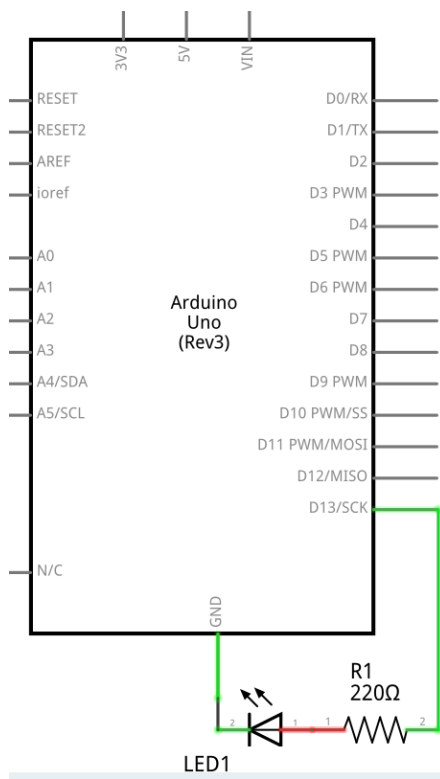 3V3
5V
VIN
RESET
D0/RX
RESET2
D1/TX
AREF
D2
ioref
D3 PWM
D4
A0
D5 PWM
A1
D6 PWM
Arduino
Uno
(Rev3)
A2
D7
A3
D8
A4/SDA
D9 PWM
A5/SCL
D10 PWM/SS
D11 PWM/MOSI
D12/MISO
D13/SCK
N/C
GND
R1
220Ω
2
1
1
2
LED1